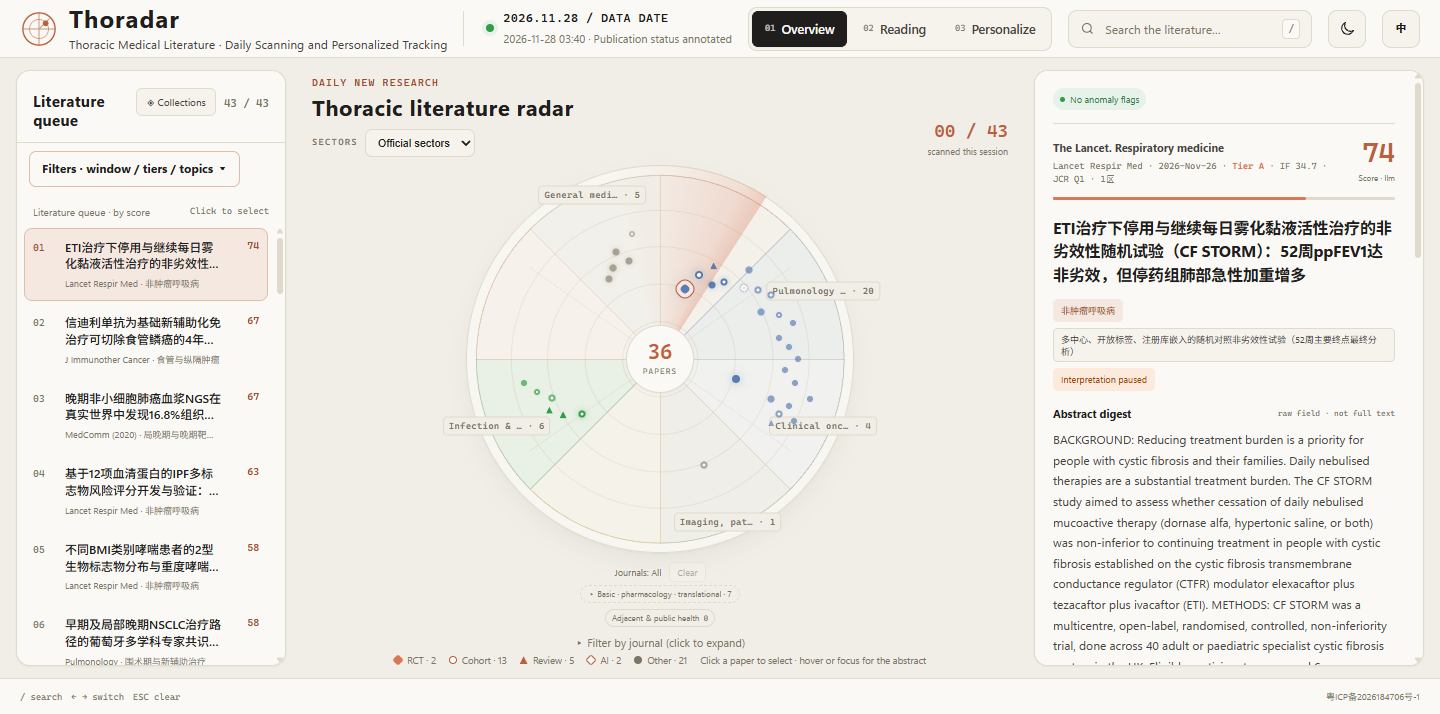 Thoradar
Thoracic Medical Literature · Daily Scanning and Personalized Tracking
2026.11.28 / DATA DATE
2026-11-28 03:40 · Publication status annotated
01 Overview
02 Reading
03 Personalize
Search the literature...
/
中
Literature queue
◈ Collections
43 / 43
Filters · window / tiers / topics
Literature queue · by score
Click to select
01
ETI治疗下停用与继续每日雾
化黏液活性治疗的非劣效性...
74
Lancet Respir Med · 非肿瘤呼吸病
02
信迪利单抗为基础新辅助化免
治疗可切除食管鳞癌的4年...
67
J Immunother Cancer · 食管与纵隔肿瘤
03
晚期非小细胞肺癌血浆NGS在
真实世界中发现16.8%组织...
67
MedComm (2020) · 局晚期与晚期靶...
04
基于12项血清蛋白的IPF多标
志物风险评分开发与验证：...
63
Lancet Respir Med · 非肿瘤呼吸病
05
不同BMI类别哮喘患者的2型
生物标志物分布与重度哮喘...
58
Lancet Respir Med · 非肿瘤呼吸病
06
早期及局部晚期NSCLC治疗路
径的葡萄牙多学科专家共识...
58
Pulmonology · 围术期与新辅助治疗
DAILY NEW RESEARCH
Thoracic literature radar
SECTORS
Official sectors
00 / 43
scanned this session
General medi… · 5
Pulmonology … · 20
36
PAPERS
Infection & … · 6
Clinical onc… · 4
Imaging, pat… · 1
Journals: All
Clear
‣ Basic · pharmacology · translational · 7
Adjacent & public health 0
‣ Filter by journal (click to expand)
RCT · 2
Cohort · 13
Review · 5
AI · 2
Other · 21
Click a paper to select · hover or focus for the abstract
No anomaly flags
The Lancet. Respiratory medicine
74
Lancet Respir Med · 2026-Nov-26 · Tier A · IF 34.7 ·
JCR Q1 · 1区
Score · llm
ETI治疗下停用与继续每日雾化黏液活性治疗的非
劣效性随机试验（CF STORM）：52周ppFEV1达
非劣效，但停药组肺部急性加重增多
非肿瘤呼吸病
多中心、开放标签、注册库嵌入的随机对照非劣效性试验（52周主要终点最终分
析）
Interpretation paused
Abstract digest
raw field · not full text
BACKGROUND: Reducing treatment burden is a priority for
people with cystic fibrosis and their families. Daily nebulised
therapies are a substantial treatment burden. The CF STORM
study aimed to assess whether cessation of daily nebulised
mucoactive therapy (dornase alfa, hypertonic saline, or both)
was non-inferior to continuing treatment in people with cystic
fibrosis established on the cystic fibrosis transmembrane
conductance regulator (CFTR) modulator elexacaftor plus
tezacaftor plus ivacaftor (ETI). METHODS: CF STORM was a
multicentre, open-label, randomised, controlled, non-inferiority
trial, done across 40 adult or paediatric specialist cystic fibrosis
/ search ← → switch ESC clear
粤ICP备2026184706号-1